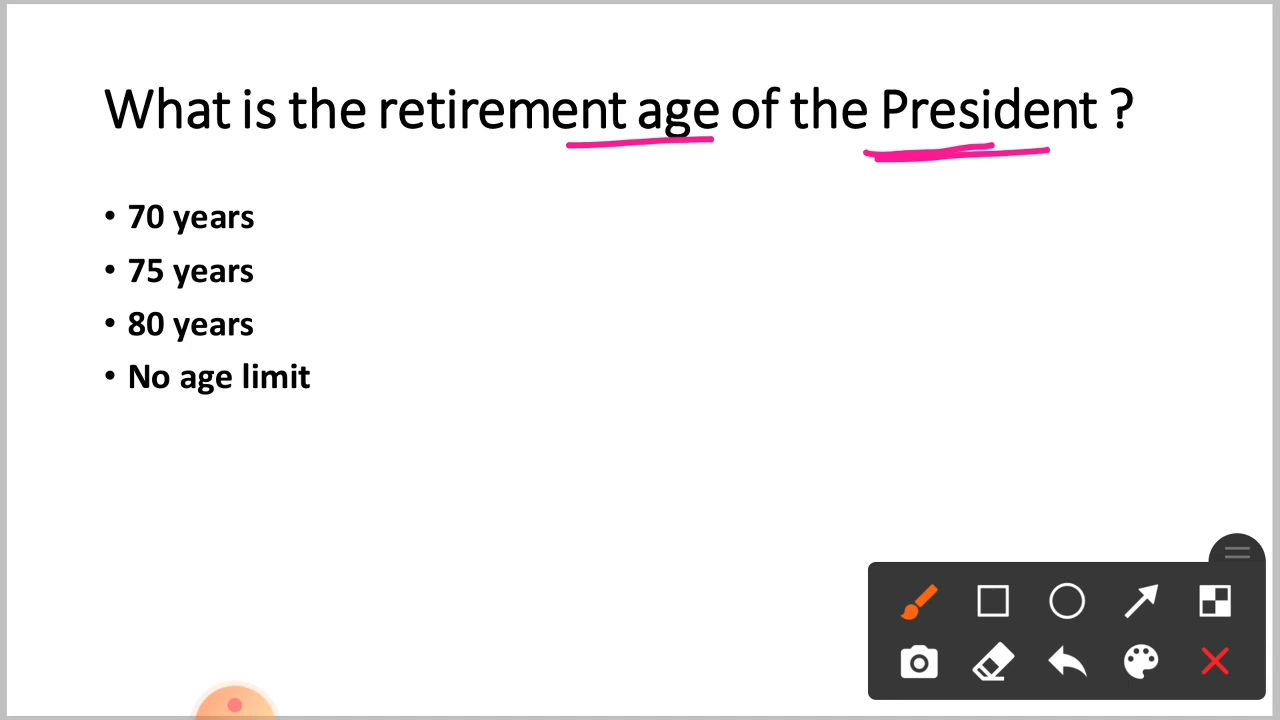 What is the retirement age of the President ?
• 70 years
• 75 years
• 80 years
• No age limit